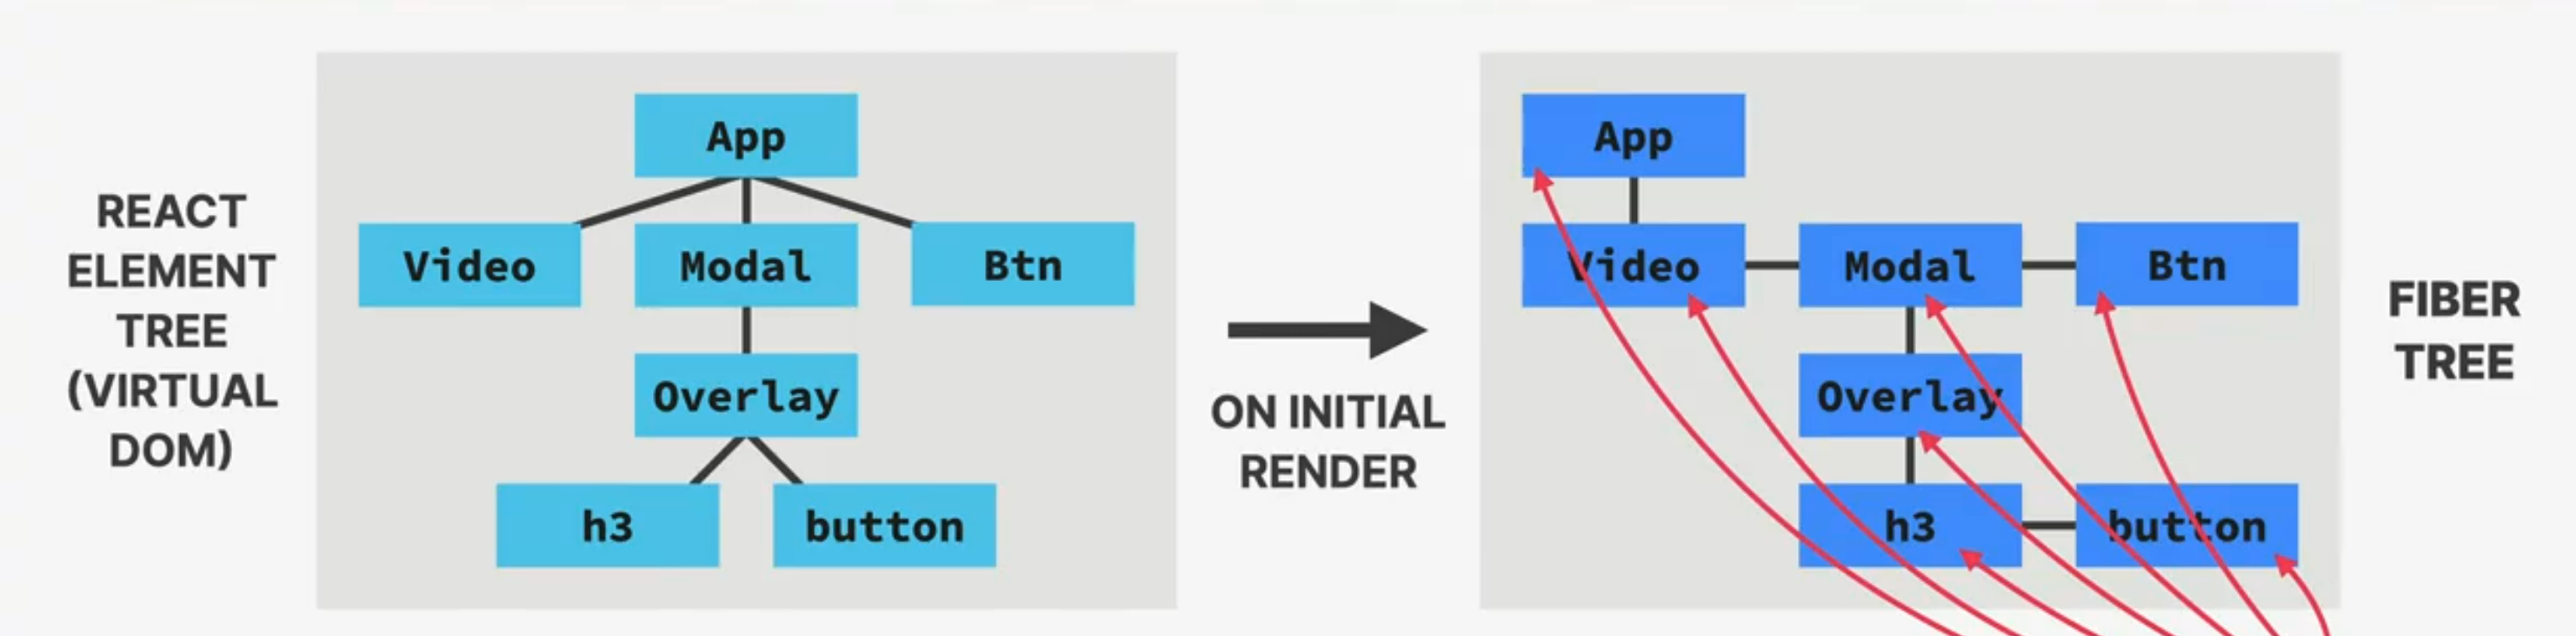 REACT
ELEMENT
TREE
(VIRTUAL
DOM)
App
Video Modal Btn
Overlay
h3 button
ON INITIAL
RENDER
App
Video Modal Btn
Overlay
h3 button
FIBER
TREE